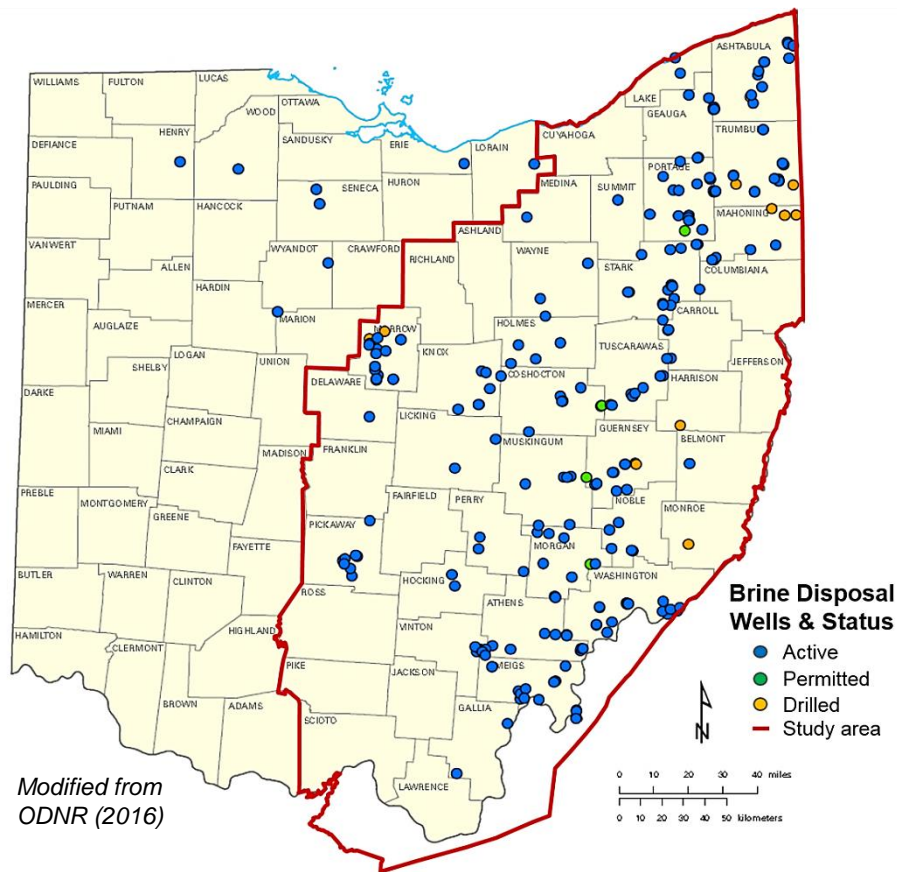 ASHTABULA
WILLIAMS
FULTON
LUCAS
LAKE
OTTAWA
GEAUGA
WOOD
HENRY
SANDUSKY
ERIE
LORAIN
CUYAHOGA
TRUMBU
DEFIANCE
PORTAGE
PAULDING
SENECA
HURON
MEDINA
SUMMIT
PUTNAM
HANCOCK
MAHONING
ASHLAND
VANWERT
WYANDOT
CRAWFORD
RICHLAND
WAYNE
ALLEN
STARK
COLUMBIANA
HARDIN
MERCER
MARION
CARROLL
AUGLAIZE
MORROW
HOLMES
KNOX
TUSCARAWAS
LOGAN
SHELBY
UNION
JEFFERSON
DELAWARE
COSHOCTON
HARRISON
DARKE
LICKING
CHAMPAIGN
MIAMI
GUERNSEY
MUSKINGUM
BELMONT
FRANKLIN
MADISON
CLARK
PREBLE
MONTGOMERY
FAIRFIELD
PERRY
NOBLE
MONROE
GREENE
PICKAWAY
FAYETTE
MORGAN
BUTLER
WARREN
CLINTON
HOCKING
WASHINGTON
ROSS
ATHENS
HAMILTON
HIGHLAND
VINTON
CLERMONT
PIKE
MEIGS
JACKSON
BROWN
ADAMS
GALLIA
SCIOTO
LAWRENCE
Brine Disposal
Wells & Status
Active
Permitted
Drilled
Study area
N
0 10 20 30 40 miles
0 10 20 30 40 50 kilometers
Modified from
ODNR (2016)